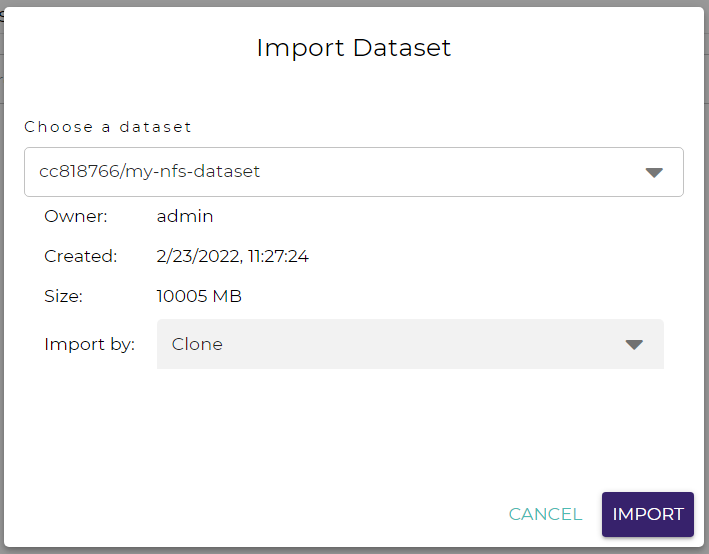 Import Dataset
Choose a dataset
cc818766/my-nfs-dataset
Owner: admin
Created: 2/23/2022, 11:27:24
Size: 10005 MB
Import by: Clone
CANCEL IMPORT